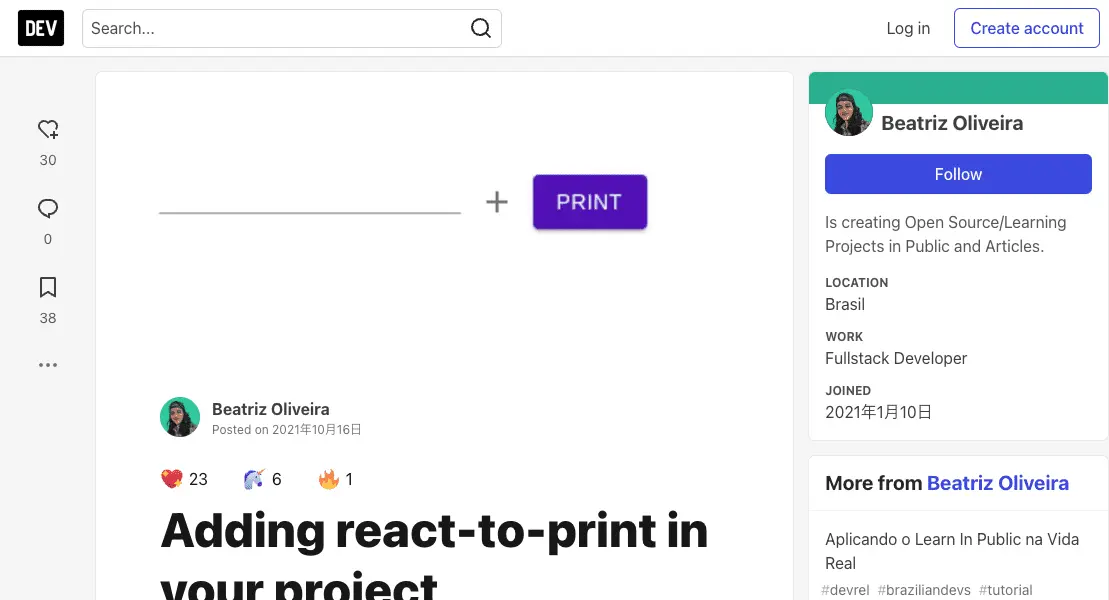 DEV
Search...
Log in
Create account
30
0
38
PRINT
Beatriz Oliveira
Posted on 2021年10月16日
23
6
1
Adding react-to-print in
your project
Beatriz Oliveira
Follow
Is creating Open Source/Learning
Projects in Public and Articles.
LOCATION
Brasil
WORK
Fullstack Developer
JOINED
2021年1月10日
More from Beatriz Oliveira
Aplicando o Learn In Public na Vida
Real
#devrel #braziliandevs #tutorial